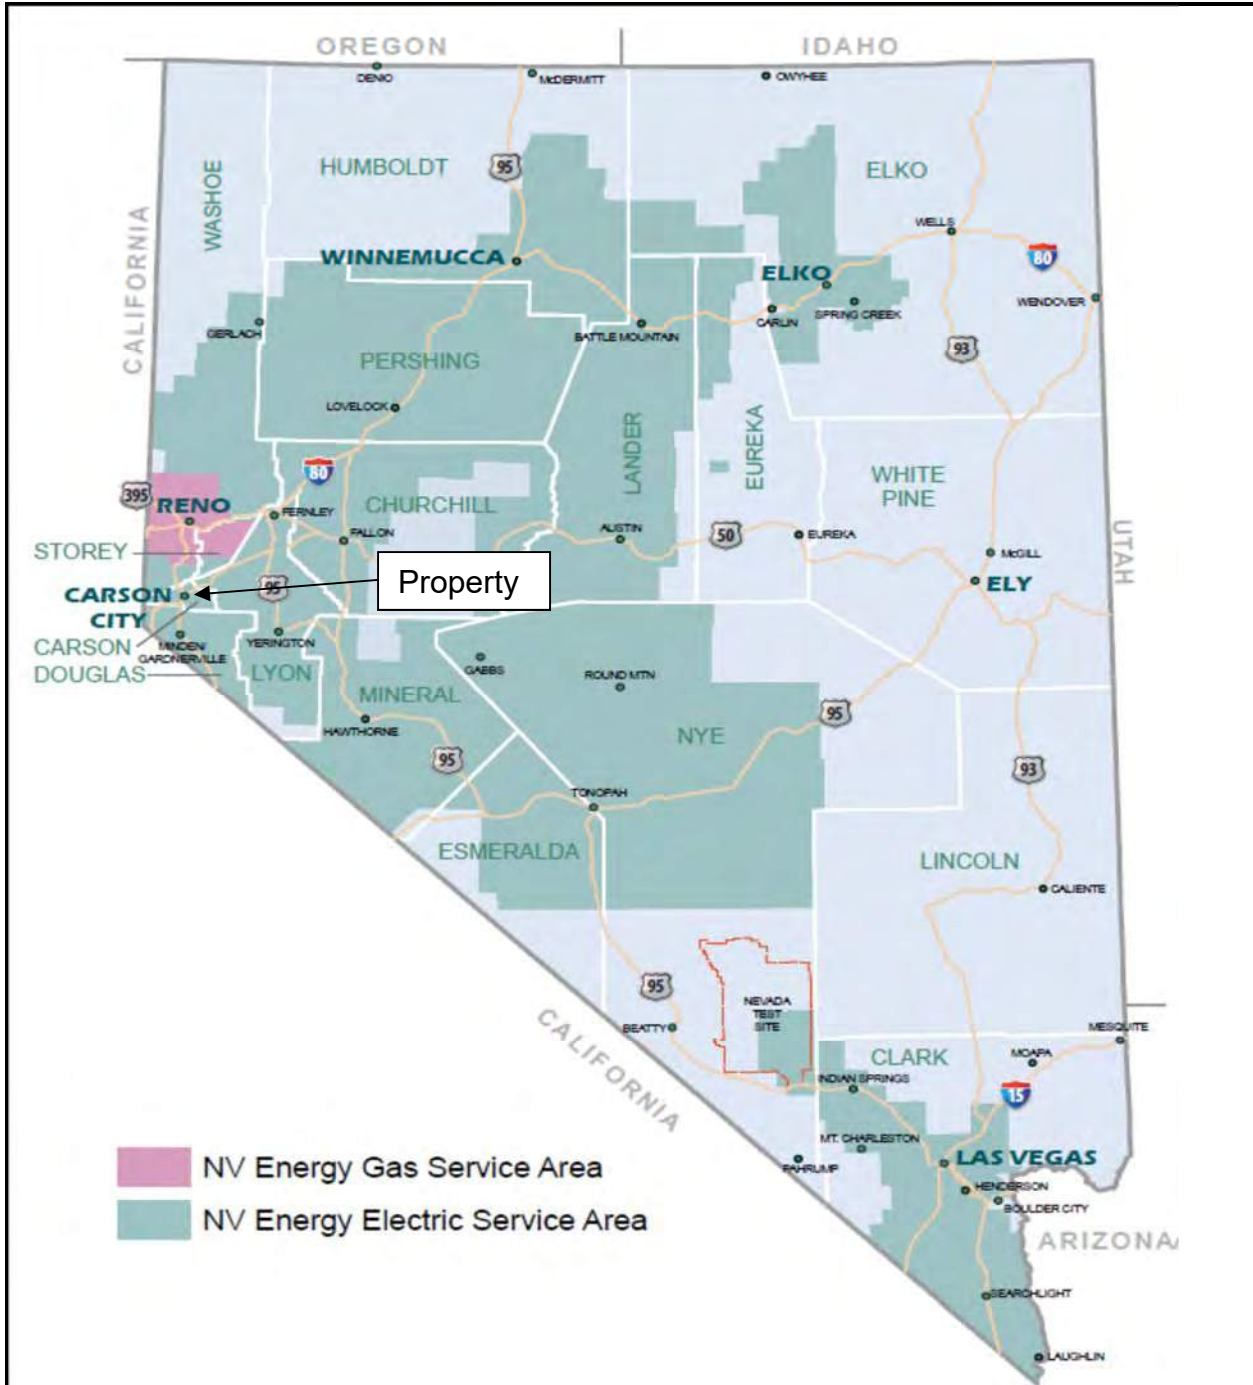 OREGON
IDAHO
DENIO
McDERMITT
OWYHEE
WASHOE
HUMBOLDT
95
ELKO
CALIFORNIA
WELLS
WINNEMUCCA
ELKO
80
WENDOVER
GERLACH
BATTLE MOUNTAIN
CARLIN
SPRING CREEK
PERSHING
93
LOVELOCK
LANDER
EUREKA
WHITE
PINE
80
395
RENO
CHURCHILL
FERNLEY
FALLON
AUSTIN
50
EUREKA
UTAH
STOREY
McGILL
Property
95
ELY
CARSON
CITY
MINDEN/
GARDNERVILLE
YERINGTON
CARSON
DOUGLAS
LYON
GABBS
ROUND MTN
MINERAL
HAWTHORNE
NYE
95
95
93
TONOPAH
ESMERALDA
LINCOLN
CALIENTE
95
NEVADA
TEST
SITE
BEATTY
CALIFORNIA
MESQUITE
CLARK
MOAPA
INDIAN SPRINGS
15
MT. CHARLESTON
PAHRUMP
LAS VEGAS
NV Energy Gas Service Area
HENDERSON
BOULDER CITY
NV Energy Electric Service Area
ARIZONA
SEARCHLIGHT
LAUGHLIN